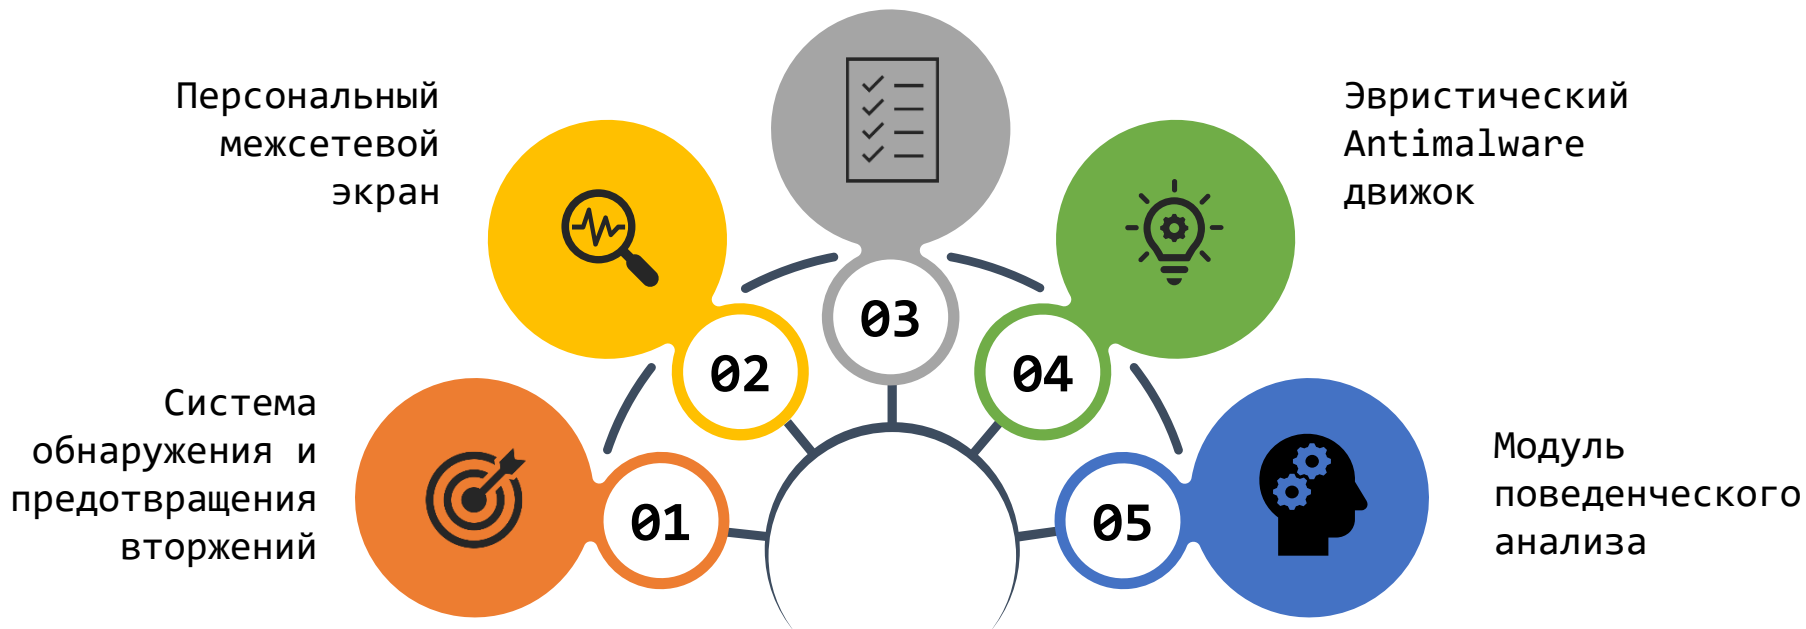 Система
обнаружения и
предотвращения
вторжений
01
Персональный
межсетевой
экран
02
03
Эвристический
Antimalware
движок
04
Модуль
поведенческого
анализа
05